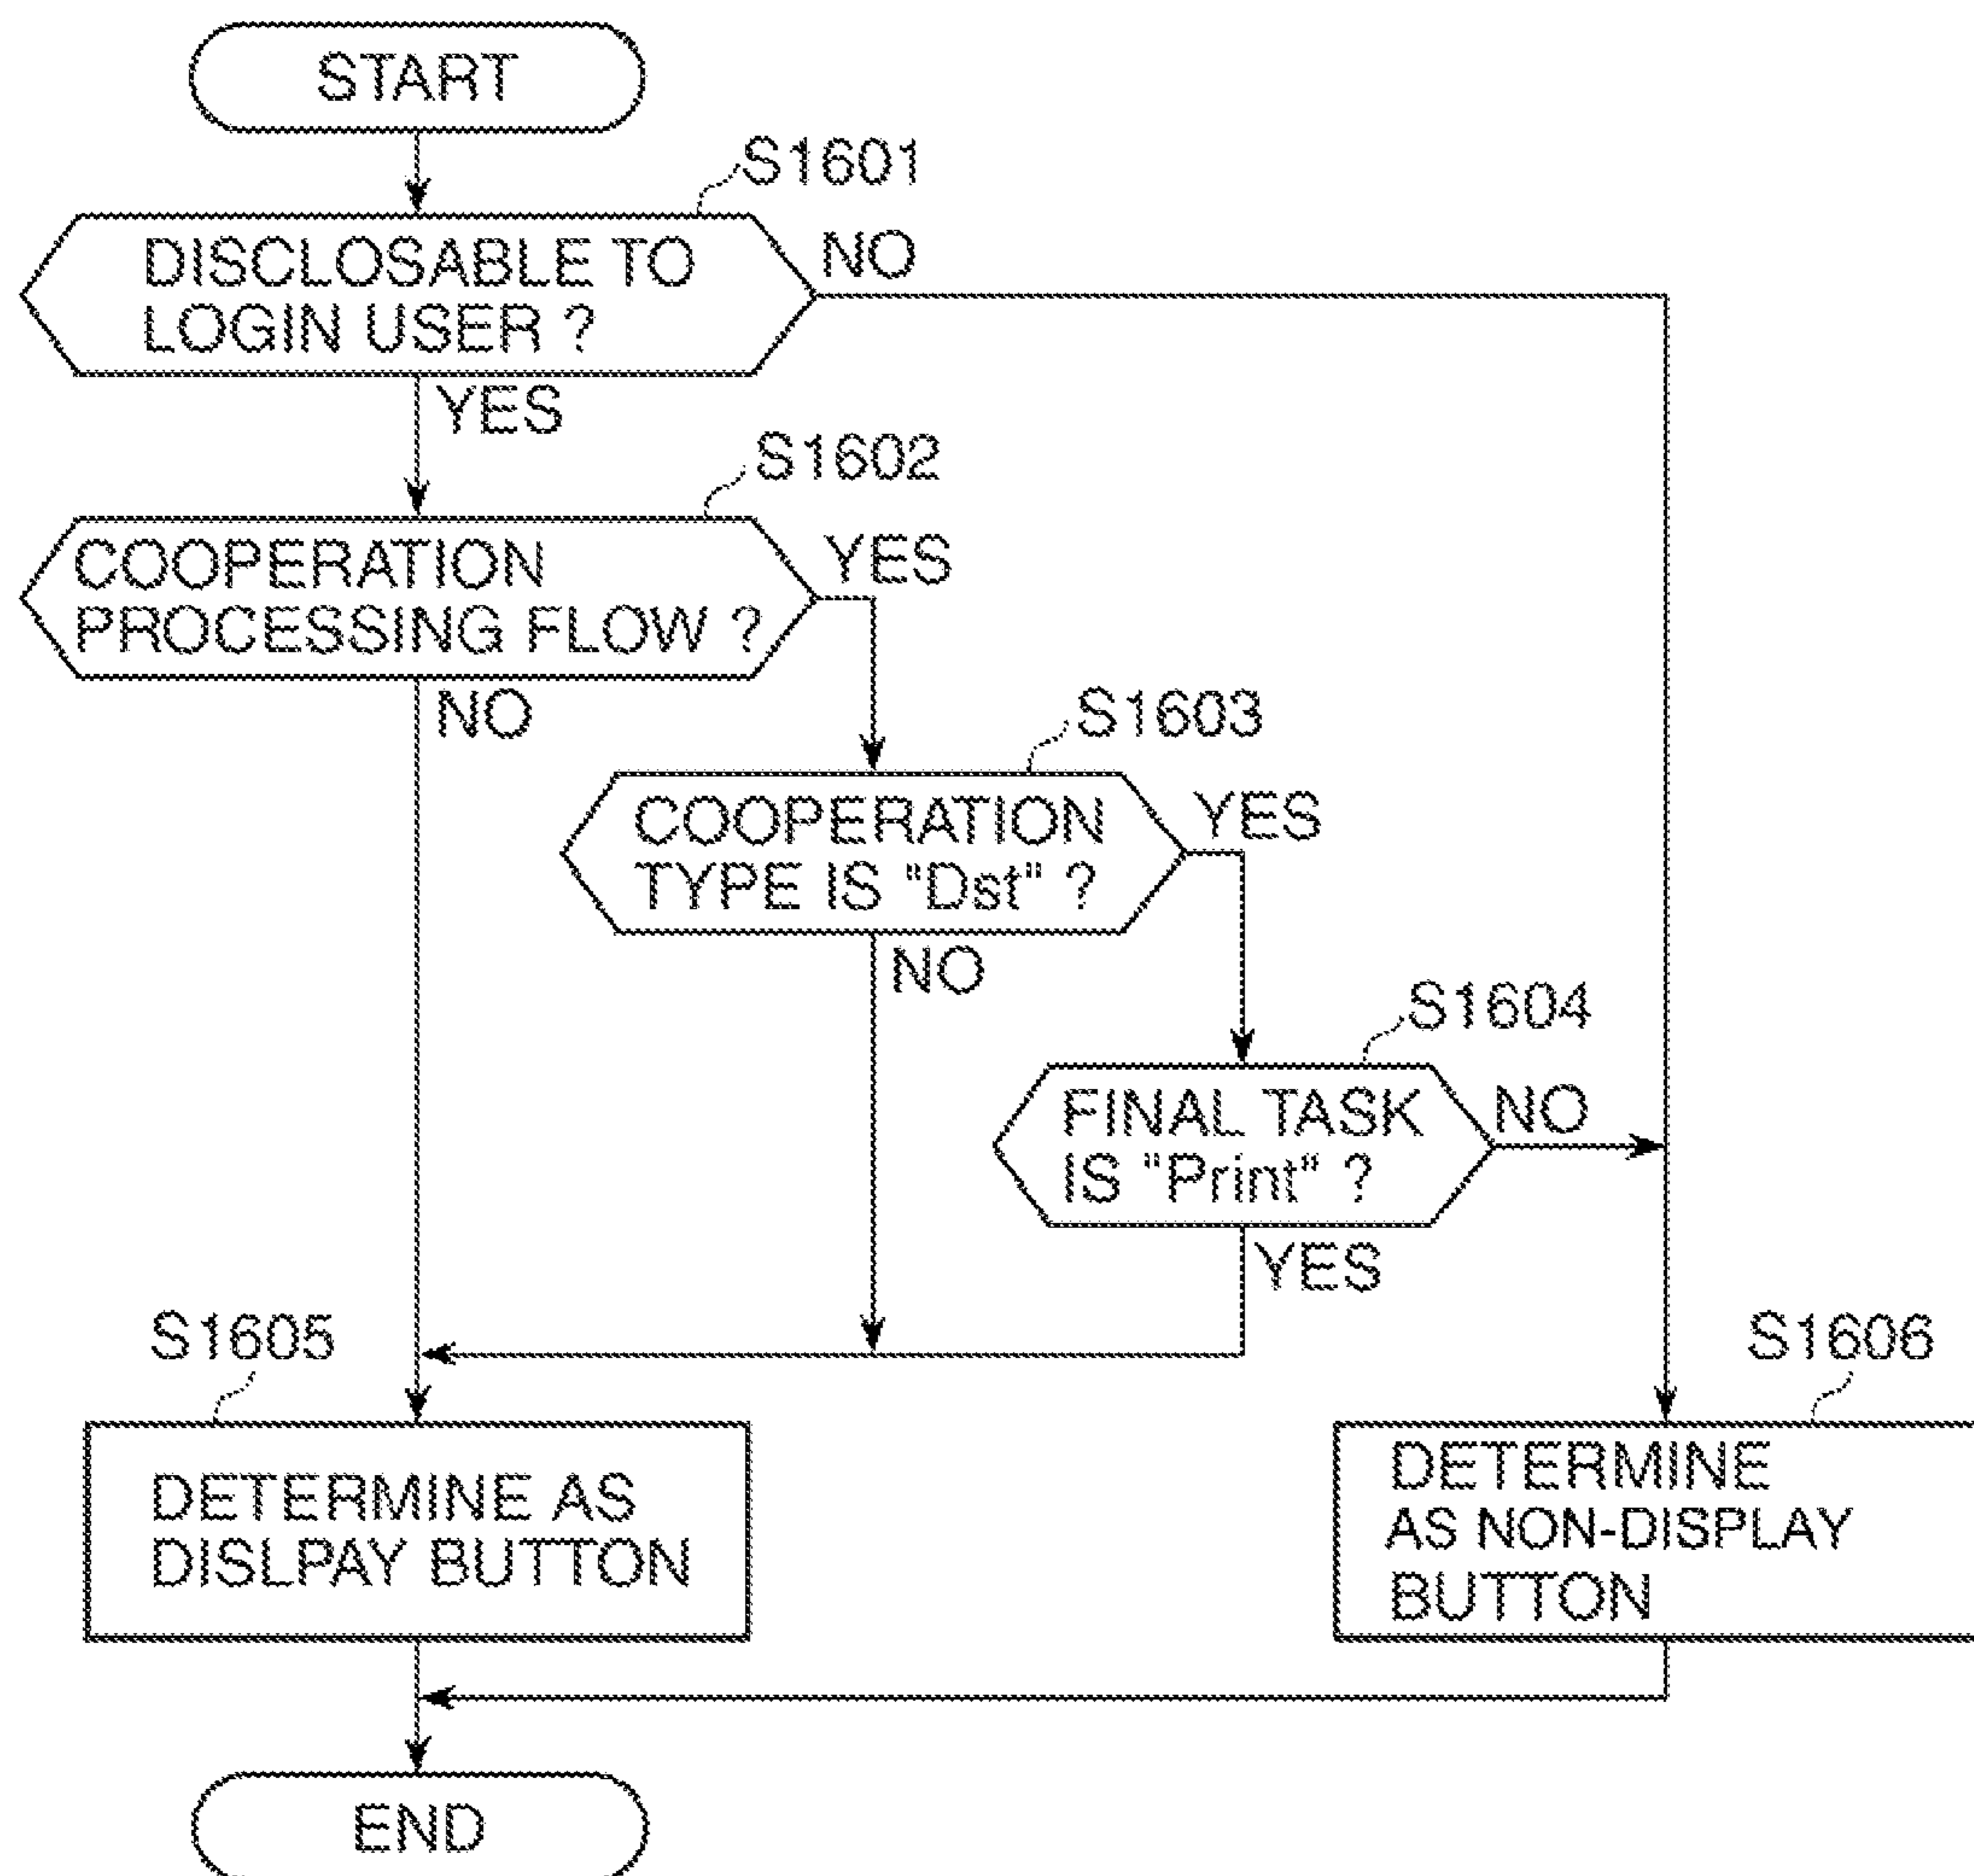 START
S1601
DISCLOSABLE TO
LOGIN USER ?
NO
YES
S1602
COOPERATION
PROCESSING FLOW ?
YES
NO
S1603
COOPERATION
TYPE IS "Dst" ?
YES
NO
S1604
FINAL TASK
IS "Print" ?
NO
YES
S1605
DETERMINE AS
DISLPAY BUTTON
S1606
DETERMINE
AS NON-DISPLAY
BUTTON
END